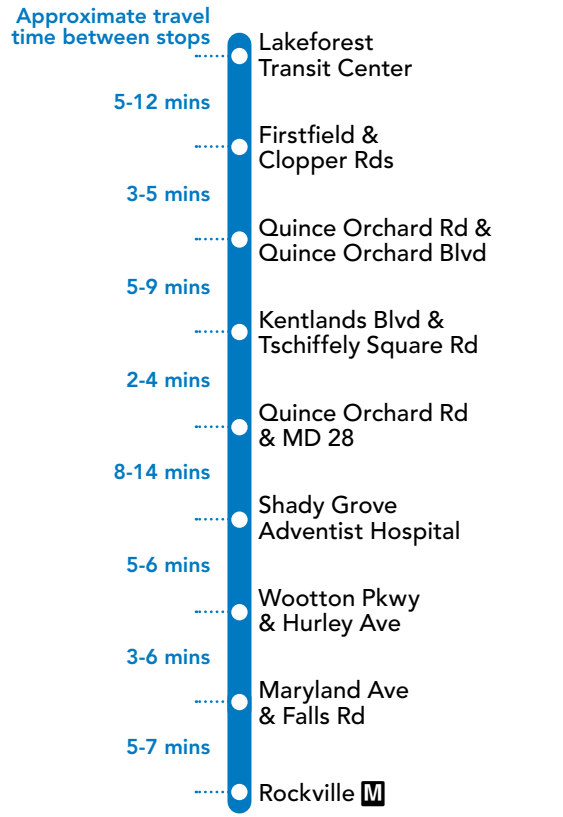 Approximate travel
time between stops
Lakeforest
Transit Center
5-12 mins
Firstfield &
Clopper Rds
3-5 mins
Quince Orchard Rd &
Quince Orchard Blvd
5-9 mins
Kentlands Blvd &
Tschiffely Square Rd
2-4 mins
Quince Orchard Rd
& MD 28
8-14 mins
Shady Grove
Adventist Hospital
5-6 mins
Wootton Pkwy
& Hurley Ave
3-6 mins
Maryland Ave
& Falls Rd
5-7 mins
Rockville M